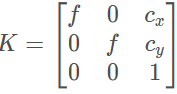 K = [ f 0 c_x
0 f c_y
0 0 1 ]